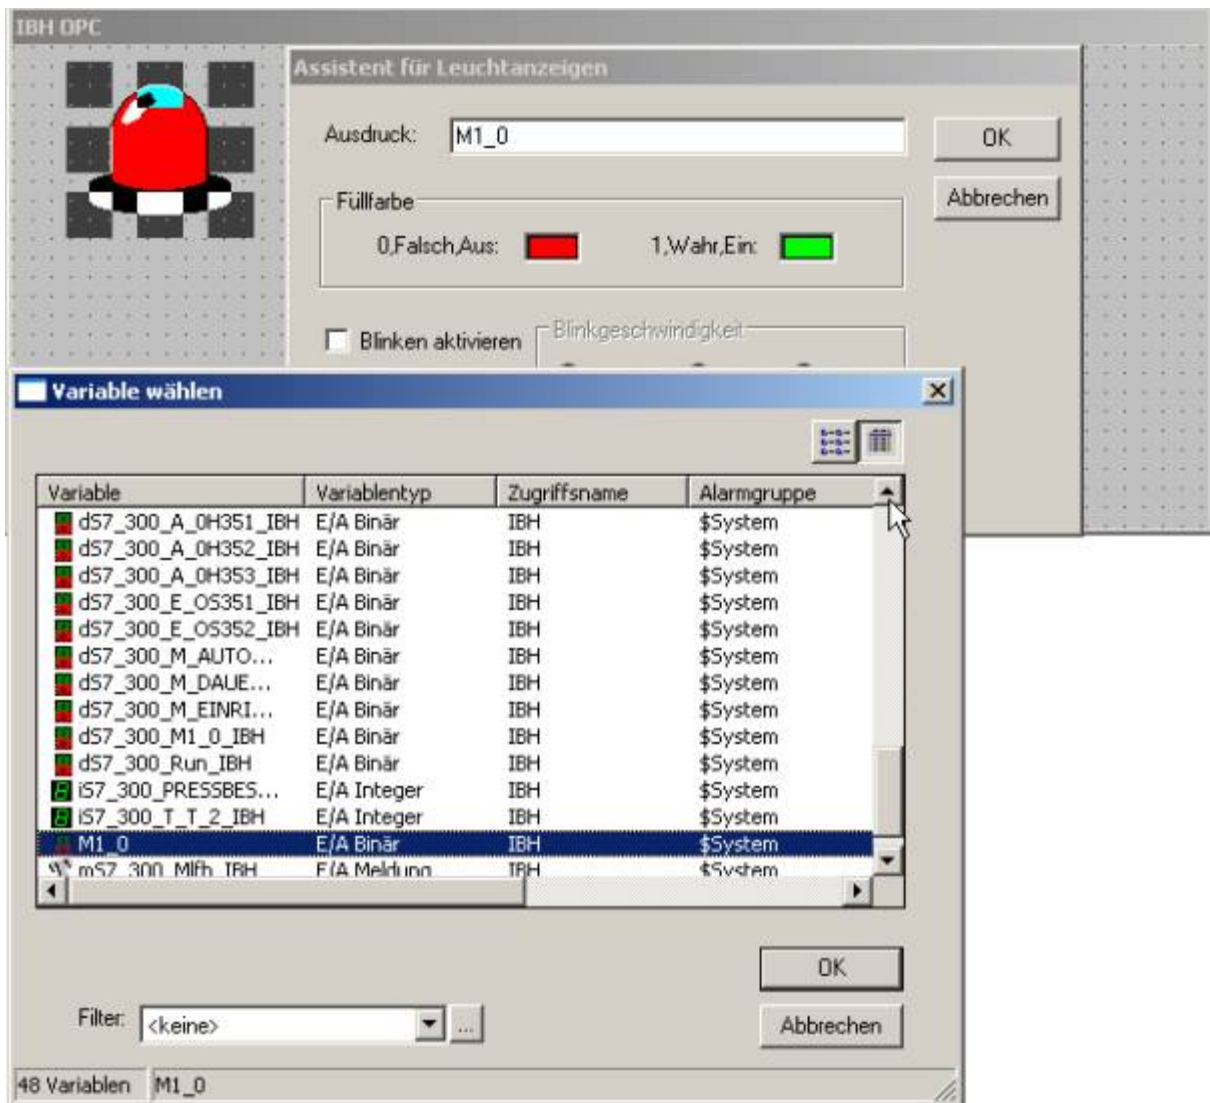 IBH OPC
Assistent für Leuchtanzeigen
Ausdruck: M1_0 OK
Füllfarbe Abbrechen
0,Falsch,Aus: 1,Wahr,Ein:
Blinken aktivieren Blinkgeschwindigkeit
Variable wählen
Variable Variablentyp Zugriffsname Alarmgruppe
dS7_300_A_0H351_IBH E/A Binär IBH $System
dS7_300_A_0H352_IBH E/A Binär IBH $System
dS7_300_A_0H353_IBH E/A Binär IBH $System
dS7_300_E_OS351_IBH E/A Binär IBH $System
dS7_300_E_OS352_IBH E/A Binär IBH $System
dS7_300_M_AUTO... E/A Binär IBH $System
dS7_300_M_DAUE... E/A Binär IBH $System
dS7_300_M_EINRI... E/A Binär IBH $System
dS7_300_M1_0_IBH E/A Binär IBH $System
dS7_300_Run_IBH E/A Binär IBH $System
iS7_300_PRESSBES... E/A Integer IBH $System
iS7_300_T_T_2_IBH E/A Integer IBH $System
M1_0 E/A Binär IBH $System
mS7_300_Mlfb_IBH E/A Meldung IBH $System
OK
Filter: <keine> ... Abbrechen
48 Variablen M1_0